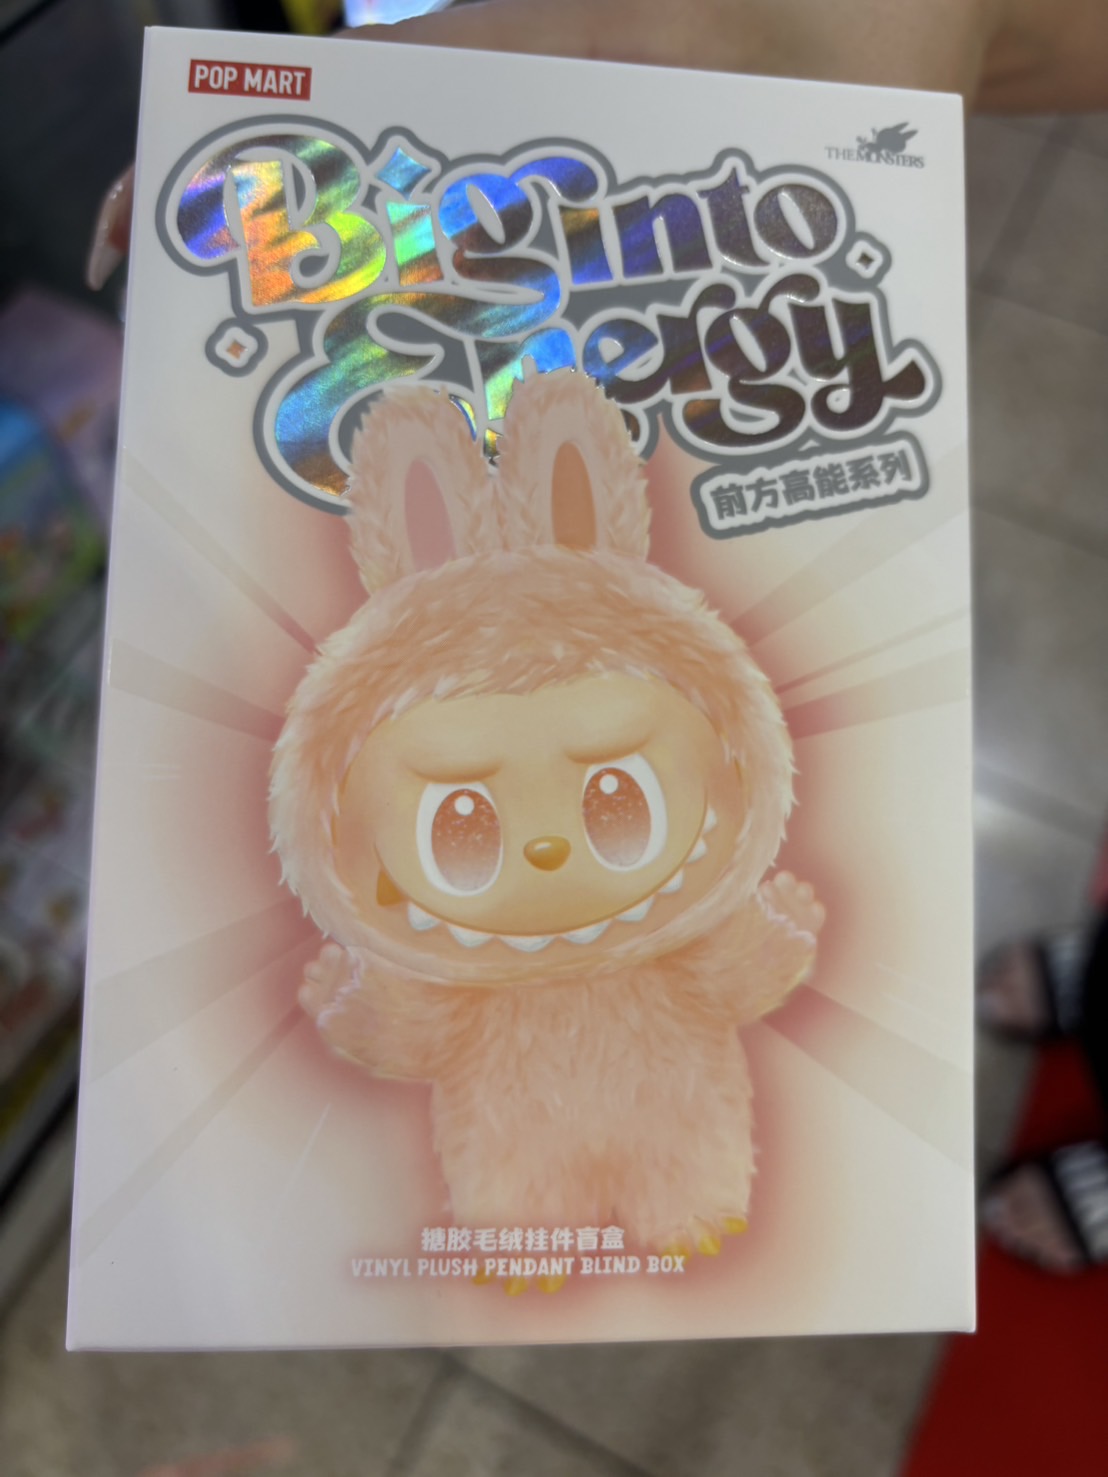 POP MART
THE MONSTERS
Big into
Energy
前方高能系列
搪胶毛绒挂件盲盒
VINYL PLUSH PENDANT BLIND BOX